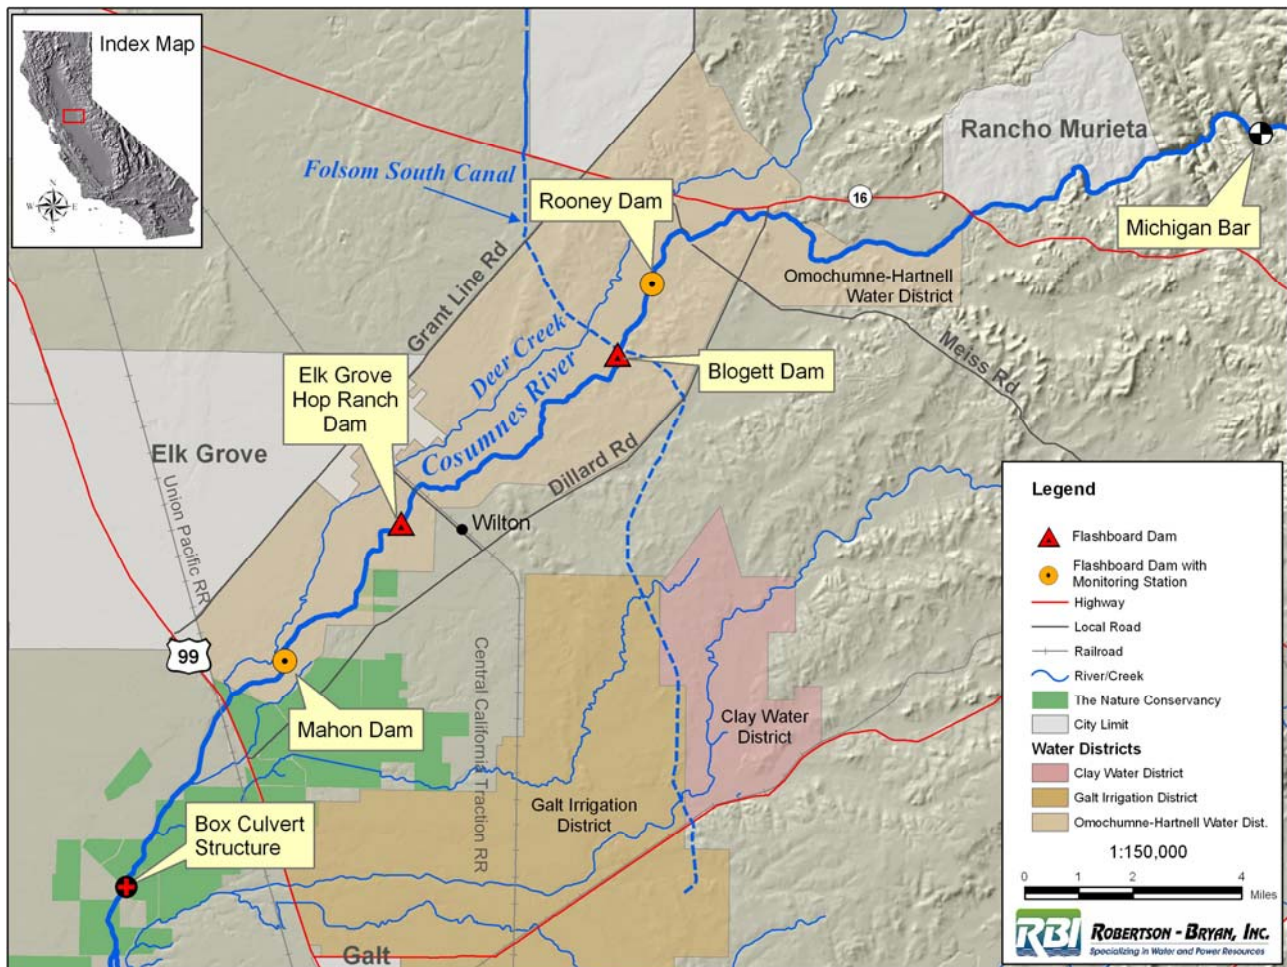 Index Map
N
W
E
S
Folsom South Canal
Rooney Dam
Rancho Murieta
16
Michigan Bar
Omochumne-Hartnell
Water District
Grant Line Rd
Deer Creek
Cosumnes River
Meiss Rd
Elk Grove
Hop Ranch
Dam
Blogett Dam
Elk Grove
Dillard Rd
Union Pacific RR
Wilton
99
Mahon Dam
Central California Traction RR
Clay Water
District
Box Culvert
Structure
Galt Irrigation
District
Galt
Legend
Flashboard Dam
Flashboard Dam with
Monitoring Station
Highway
Local Road
Railroad
River/Creek
The Nature Conservancy
City Limit
Water Districts
Clay Water District
Galt Irrigation District
Omochumne-Hartnell Water Dist.
1:150,000
0 1 2 4
Miles
RBI
ROBERTSON - BRYAN, INC.
Specializing in Water and Power Resources